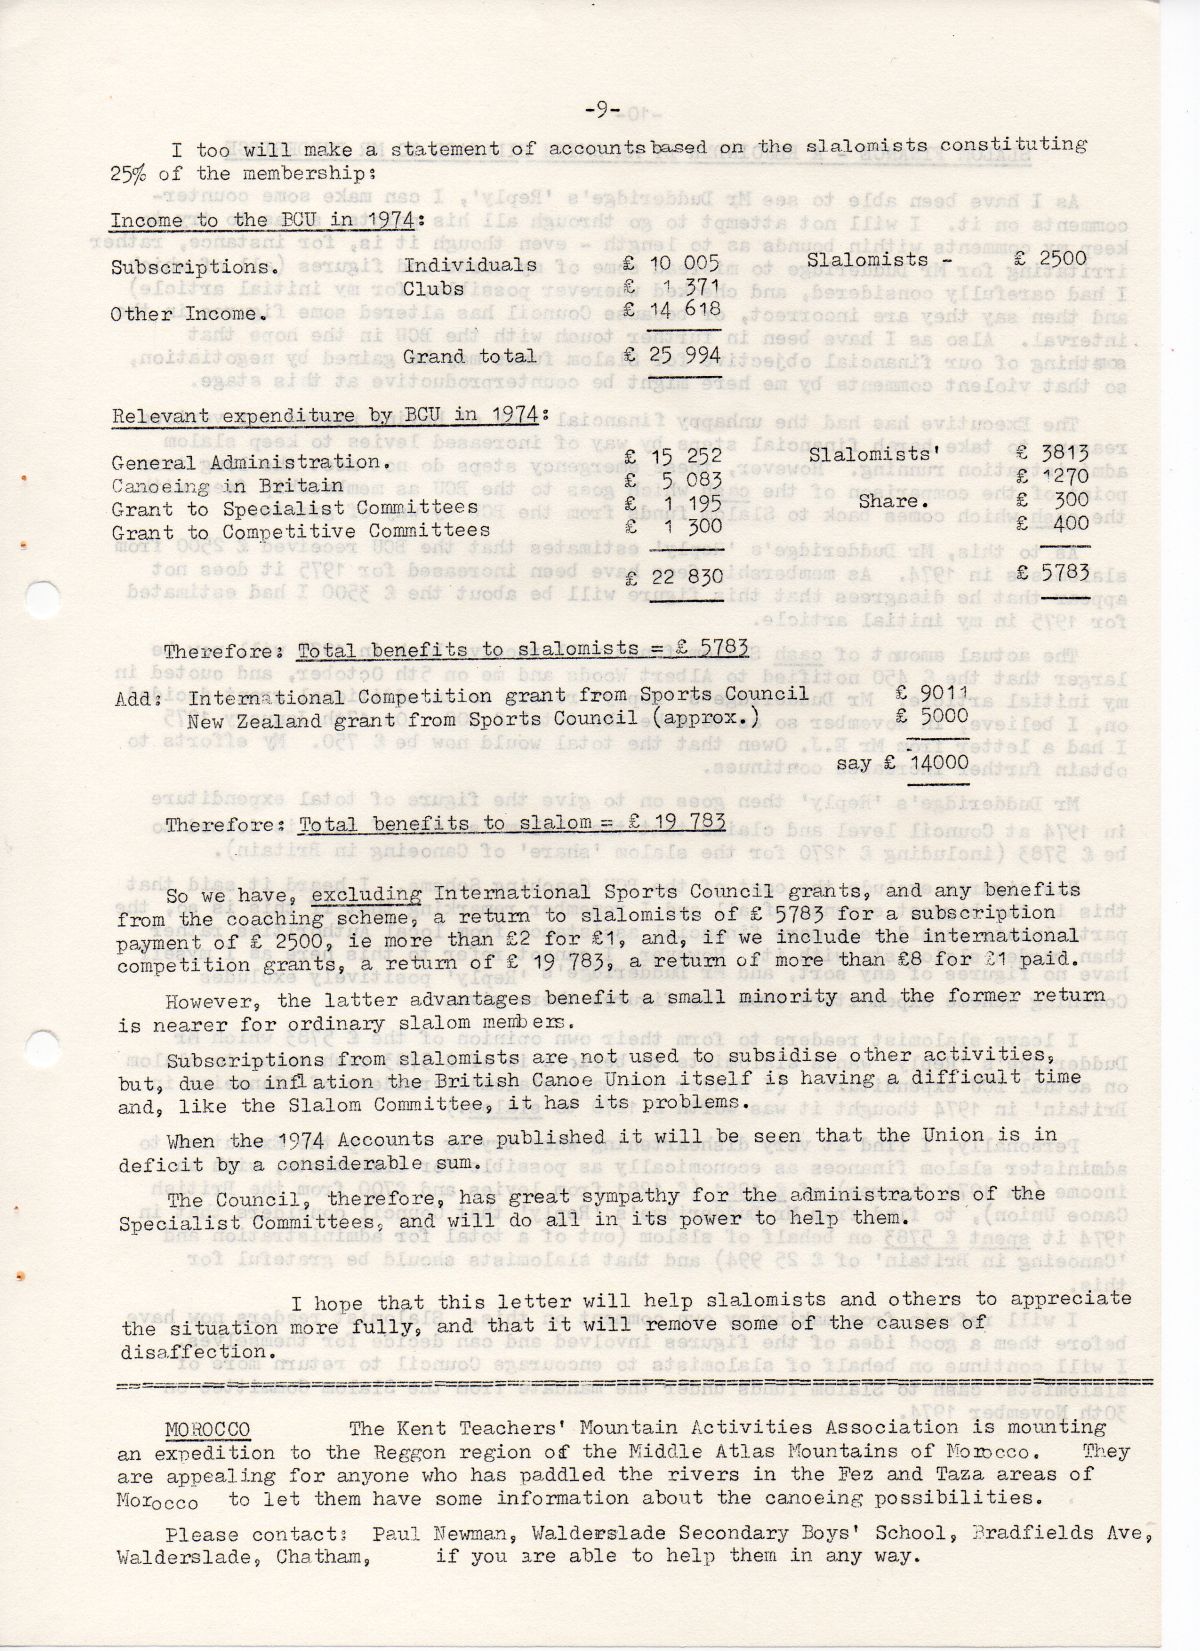 -9-
I too will make a statement of accounts based on the slalomists constituting
25% of the membership:
Income to the BCU in 1974:
Subscriptions. Individuals £ 10 005 Slalomists - £ 2500
Clubs £ 1 371
Other Income. £ 14 618
Grand total £ 25 994
Relevant expenditure by BCU in 1974:
General Administration. £ 15 252 Slalomists' £ 3813
Canoeing in Britain £ 5 083 £ 1270
Grant to Specialist Committees £ 1 195 Share. £ 300
Grant to Competitive Committees £ 1 300 £ 400
£ 22 830 £ 5783
Therefore: Total benefits to slalomists = £ 5783
Add: International Competition grant from Sports Council £ 9011
New Zealand grant from Sports Council (approx.) £ 5000
say £ 14000
Therefore: Total benefits to slalom = £ 19 783
So we have, excluding International Sports Council grants, and any benefits
from the coaching scheme, a return to slalomists of £ 5783 for a subscription
payment of £ 2500, ie more than £2 for £1, and, if we include the international
competition grants, a return of £ 19 783, a return of more than £8 for £1 paid.
However, the latter advantages benefit a small minority and the former return
is nearer for ordinary slalom members.
Subscriptions from slalomists are not used to subsidise other activities,
but, due to inflation the British Canoe Union itself is having a difficult time
and, like the Slalom Committee, it has its problems.
When the 1974 Accounts are published it will be seen that the Union is in
deficit by a considerable sum.
The Council, therefore, has great sympathy for the administrators of the
Specialist Committees, and will do all in its power to help them.
I hope that this letter will help slalomists and others to appreciate
the situation more fully, and that it will remove some of the causes of
disaffection.
MOROCCO The Kent Teachers' Mountain Activities Association is mounting
an expedition to the Reggon region of the Middle Atlas Mountains of Morocco. They
are appealing for anyone who has paddled the rivers in the Fez and Taza areas of
Morocco to let them have some information about the canoeing possibilities.
Please contact: Paul Newman, Walderslade Secondary Boys' School, Bradfields Ave,
Walderslade, Chatham, if you are able to help them in any way.